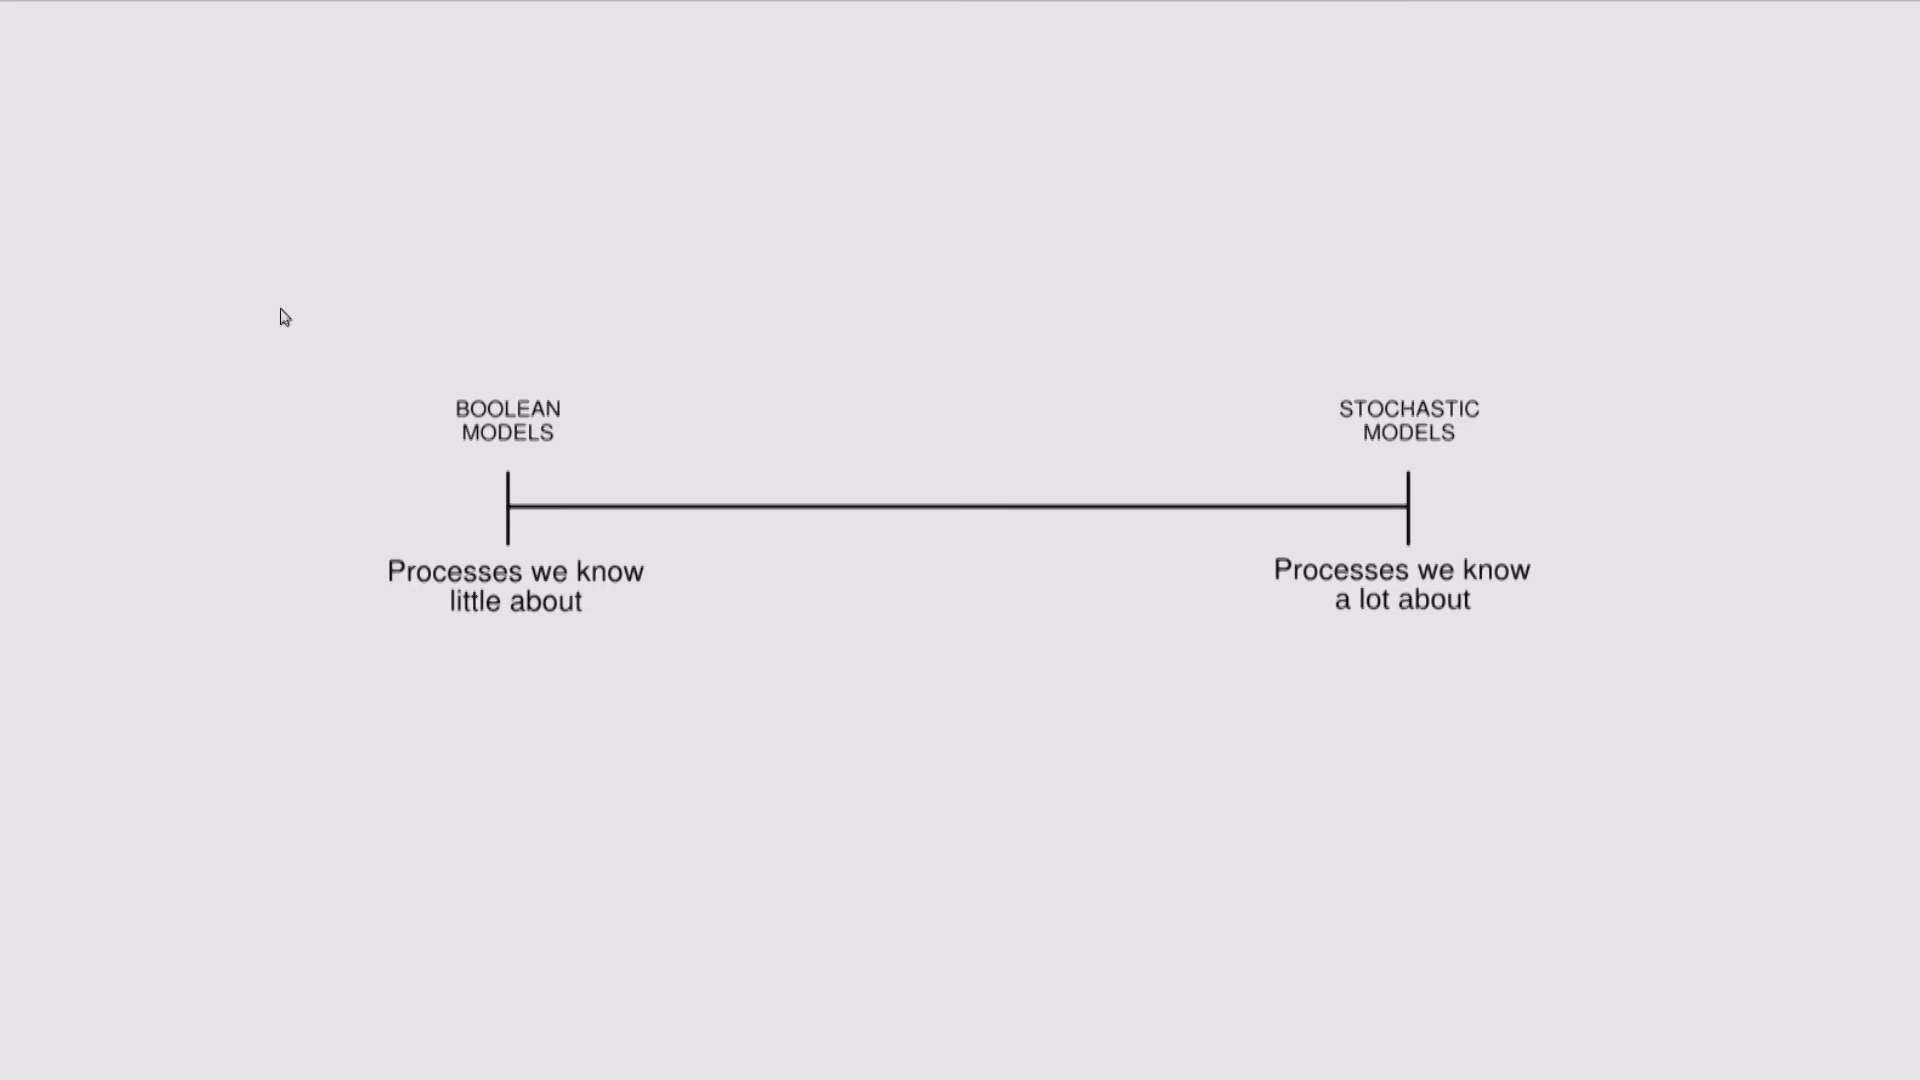 BOOLEAN
MODELS
STOCHASTIC
MODELS
Processes we know
little about
Processes we know
a lot about